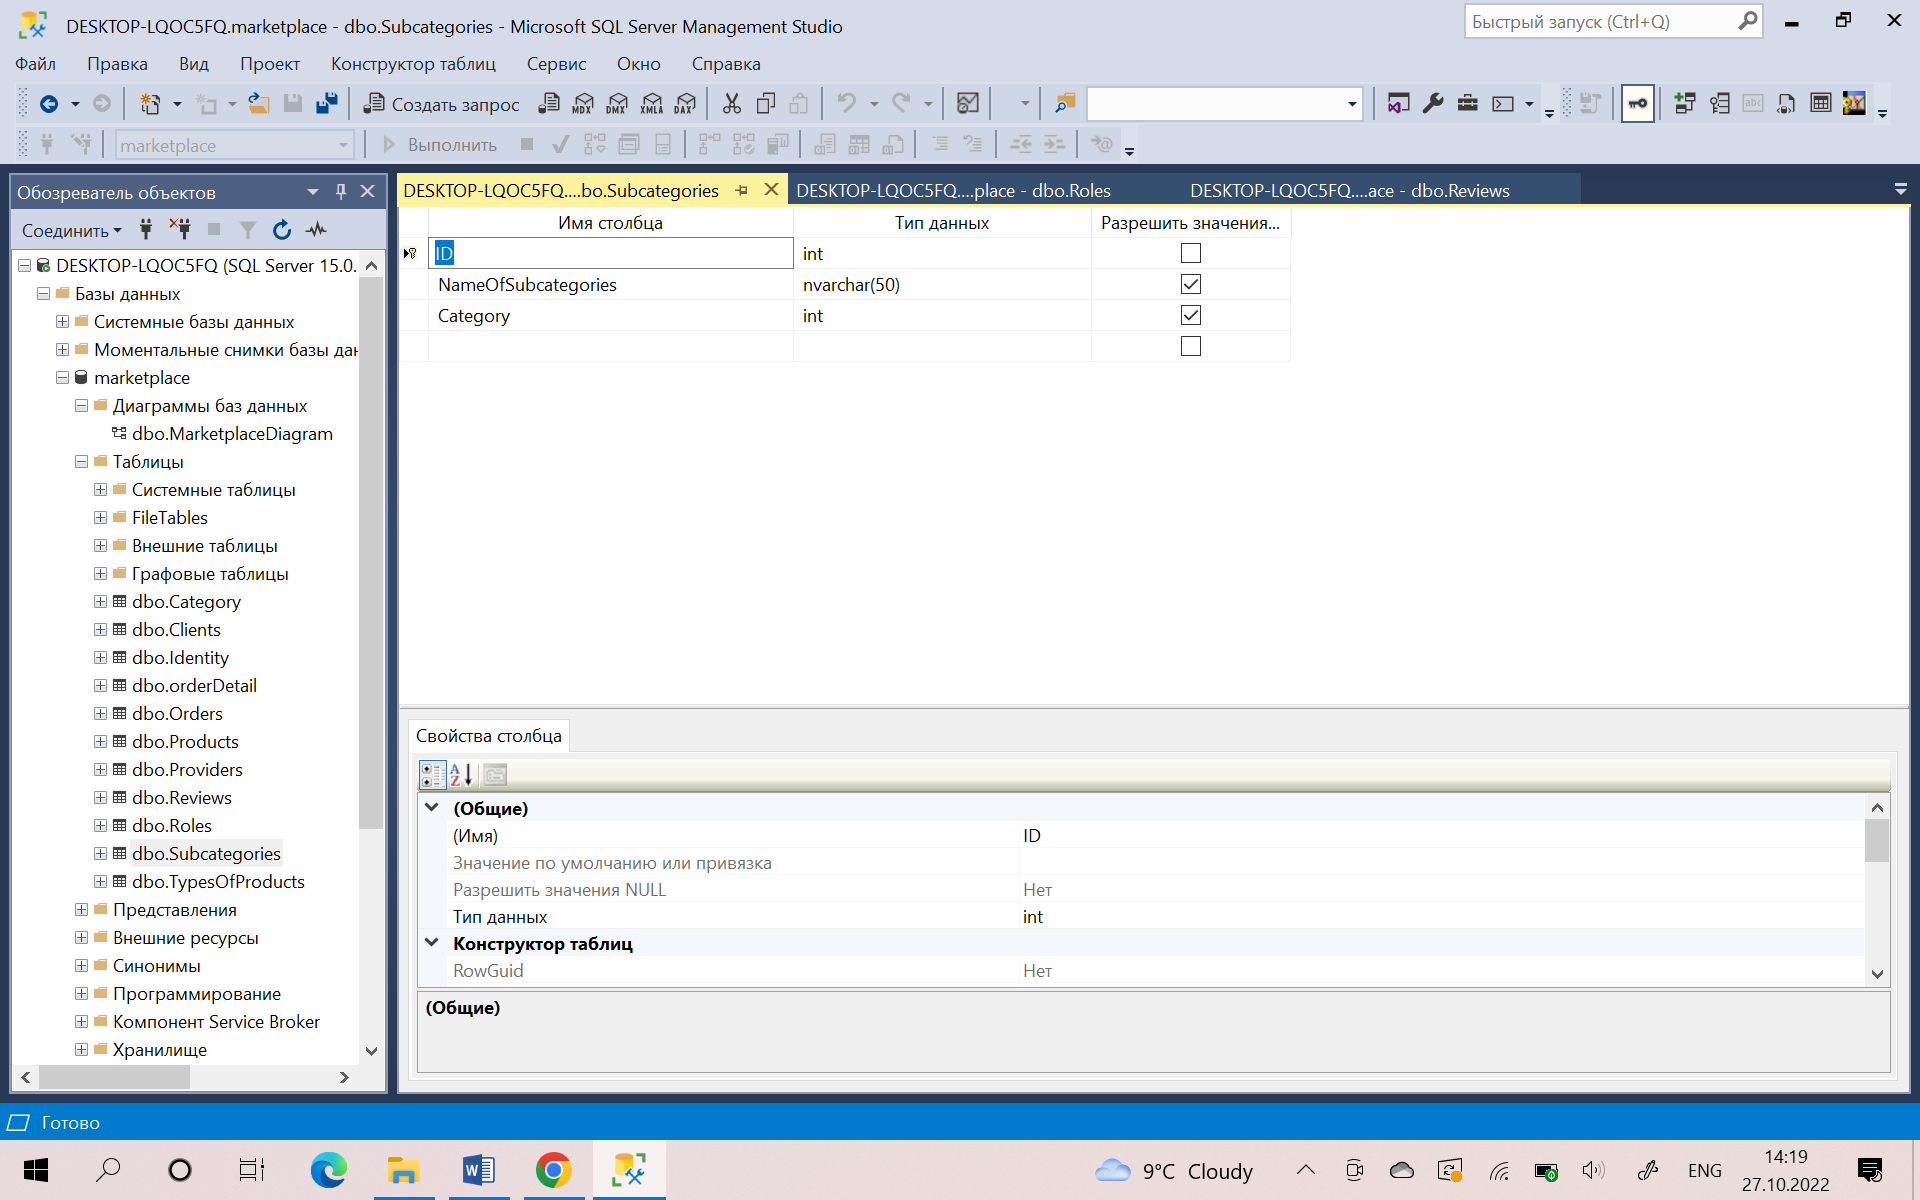 DESKTOP-LQOC5FQ.marketplace - dbo.Subcategories - Microsoft SQL Server Management Studio
Быстрый запуск (Ctrl+Q)
Файл Правка Вид Проект Конструктор таблиц Сервис Окно Справка
Создать запрос
MDX DMX XMLA DAX
marketplace
Выполнить
Обозреватель объектов
Соединить
DESKTOP-LQOC5FQ (SQL Server 15.0.
Базы данных
Системные базы данных
Моментальные снимки базы дан
marketplace
Диаграммы баз данных
dbo.MarketplaceDiagram
Таблицы
Системные таблицы
FileTables
Внешние таблицы
Графовые таблицы
dbo.Category
dbo.Clients
dbo.Identity
dbo.orderDetail
dbo.Orders
dbo.Products
dbo.Providers
dbo.Reviews
dbo.Roles
dbo.Subcategories
dbo.TypesOfProducts
Представления
Внешние ресурсы
Синонимы
Программирование
Компонент Service Broker
Хранилище
DESKTOP-LQOC5FQ....bo.Subcategories
DESKTOP-LQOC5FQ....place - dbo.Roles
DESKTOP-LQOC5FQ....ace - dbo.Reviews
Имя столбца Тип данных Разрешить значения...
ID int
NameOfSubcategories nvarchar(50)
Category int
Свойства столбца
(Общие)
(Имя) ID
Значение по умолчанию или привязка
Разрешить значения NULL Нет
Тип данных int
Конструктор таблиц
RowGuid Нет
(Общие)
Готово
9°C Cloudy
ENG
14:19
27.10.2022